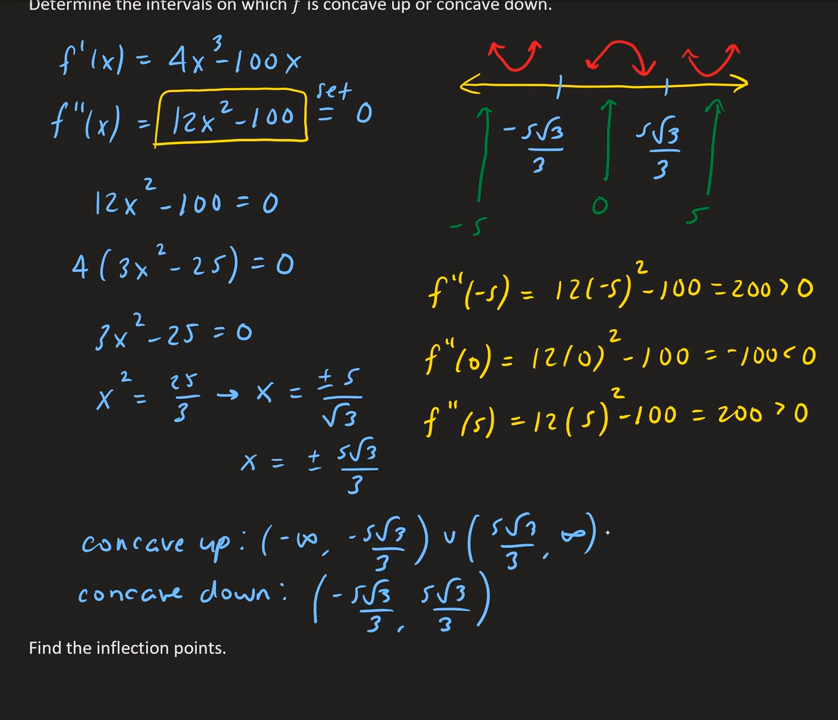 Determine the intervals on which f is concave up or concave down.
f'(x) = 4x³-100x
f''(x) = 12x²-100 set = 0
12x²-100 = 0
4(3x²-25) = 0
3x²-25 = 0
x² = 25/3 → x = ±5/√3
x = ± 5√3/3
-5√3/3 5√3/3
-5 0 5
f''(-5) = 12(-5)²-100 = 200 > 0
f''(0) = 12(0)²-100 = -100 < 0
f''(5) = 12(5)²-100 = 200 > 0
concave up: (-∞, -5√3/3) ∪ (5√3/3, ∞)
concave down: (-5√3/3, 5√3/3)
Find the inflection points.